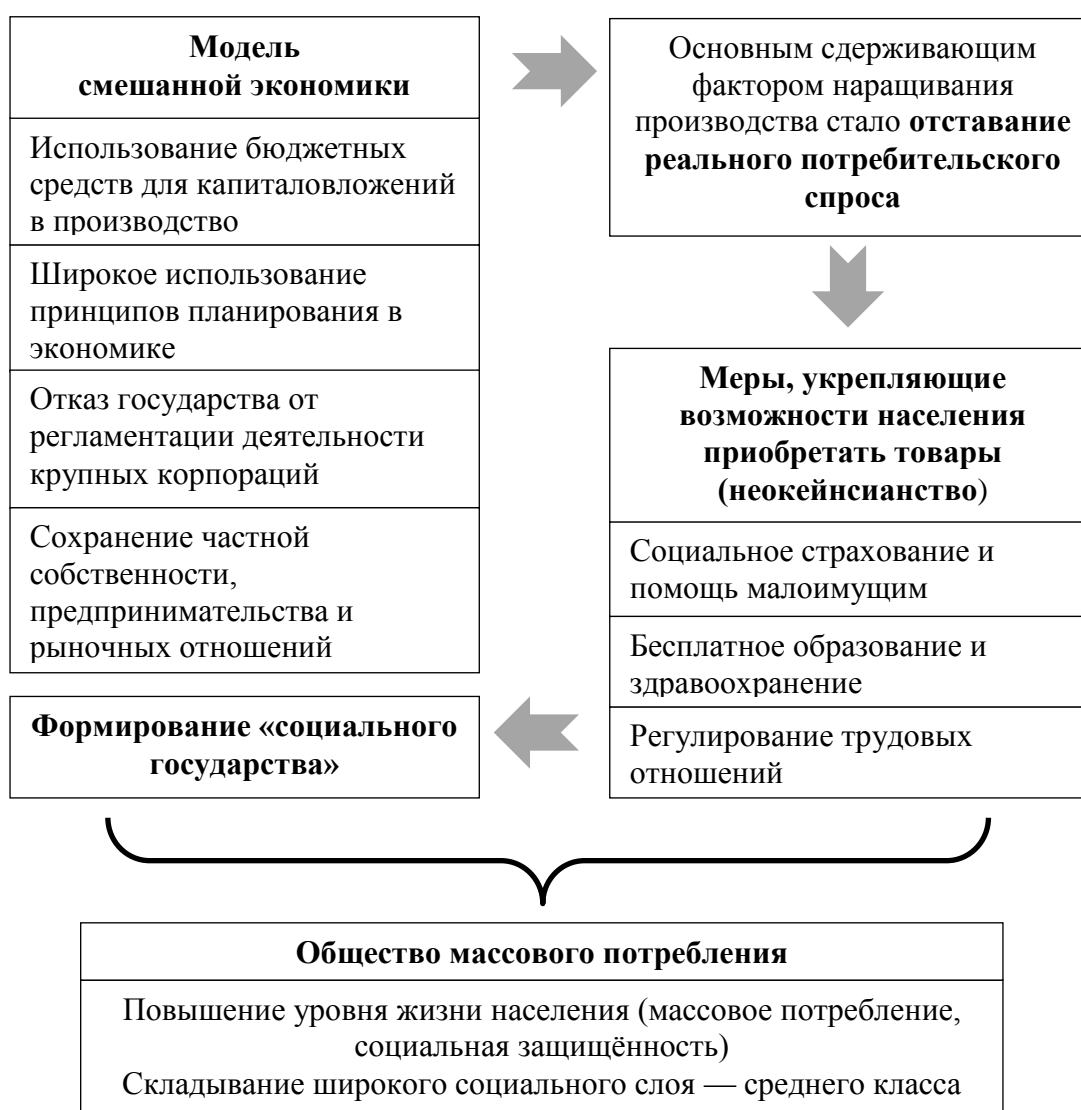 Модель
смешанной экономики
Использование бюджетных
средств для капиталовложений
в производство
Широкое использование
принципов планирования в
экономике
Отказ государства от
регламентации деятельности
крупных корпораций
Сохранение частной
собственности,
предпринимательства и
рыночных отношений
Основным сдерживающим
фактором наращивания
производства стало отставание
реального потребительского
спроса
Меры, укрепляющие
возможности населения
приобретать товары
(неокейнсианство)
Социальное страхование и
помощь малоимущим
Бесплатное образование и
здравоохранение
Регулирование трудовых
отношений
Формирование «социального
государства»
Общество массового потребления
Повышение уровня жизни населения (массовое потребление,
социальная защищённость)
Складывание широкого социального слоя — среднего класса